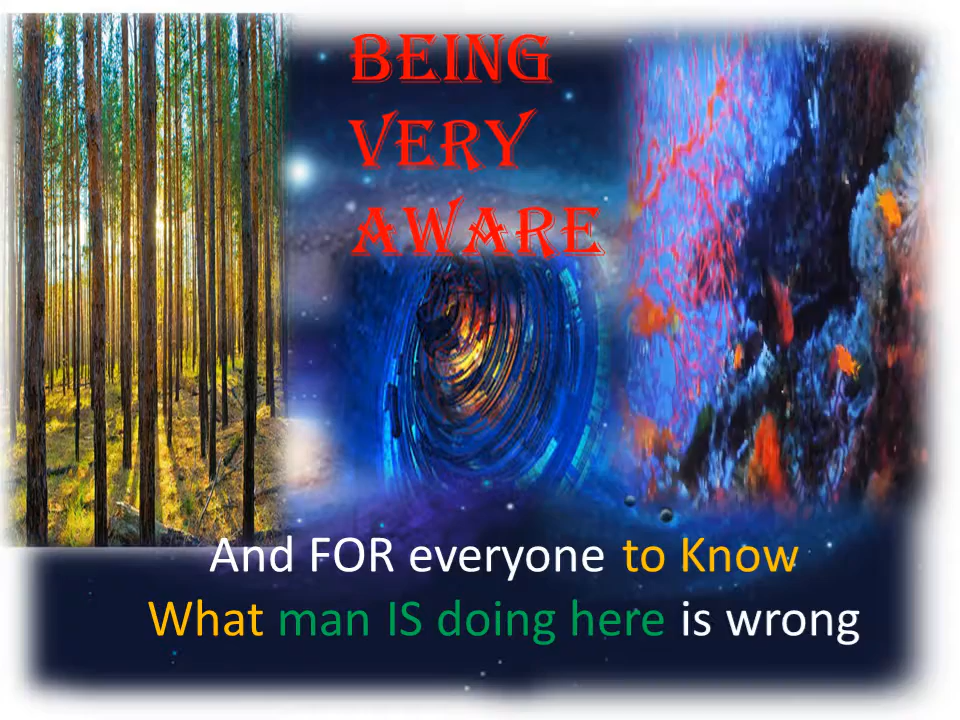 BEING
VERY
AWARE
And FOR everyone to Know
What man IS doing here is wrong